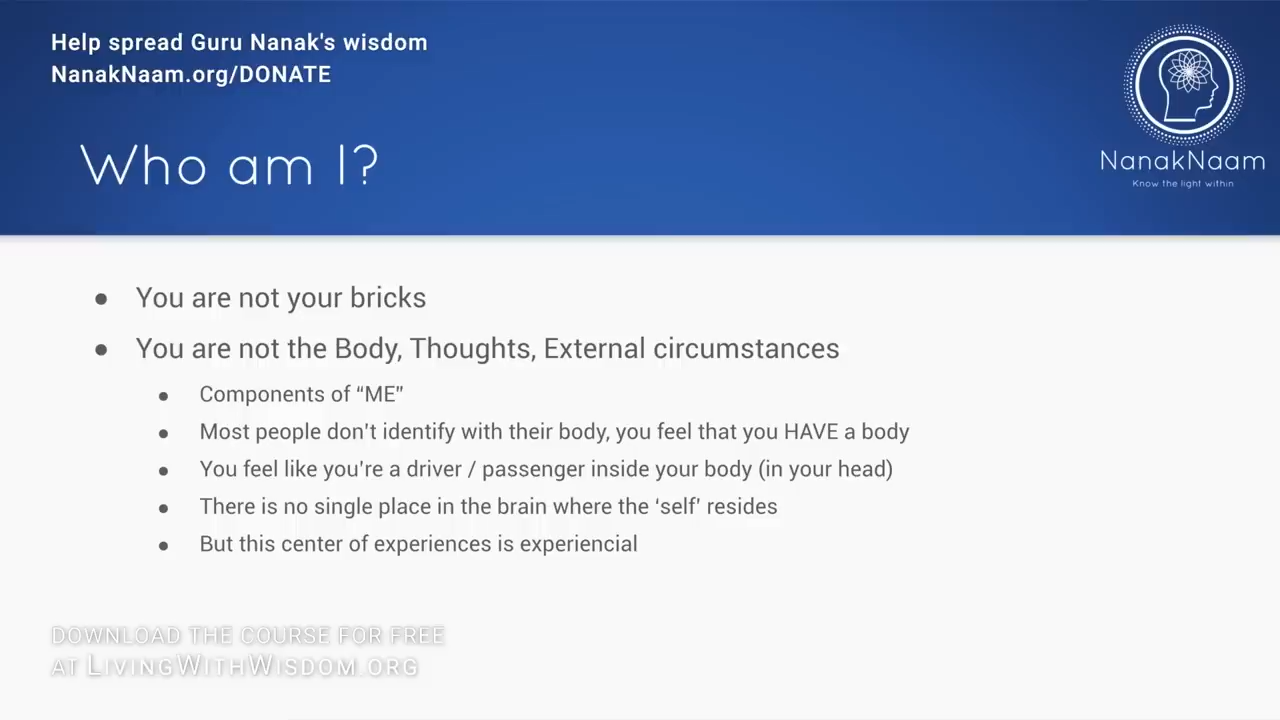 Help spread Guru Nanak's wisdom
NanakNaam.org/DONATE
NanakNaam
Know the light within
Who am I?
● You are not your bricks
● You are not the Body, Thoughts, External circumstances
● Components of “ME”
● Most people don't identify with their body, you feel that you HAVE a body
● You feel like you're a driver / passenger inside your body (in your head)
● There is no single place in the brain where the ‘self’ resides
● But this center of experiences is experiencial
DOWNLOAD THE COURSE FOR FREE
AT LIVINGWITHWISDOM.ORG